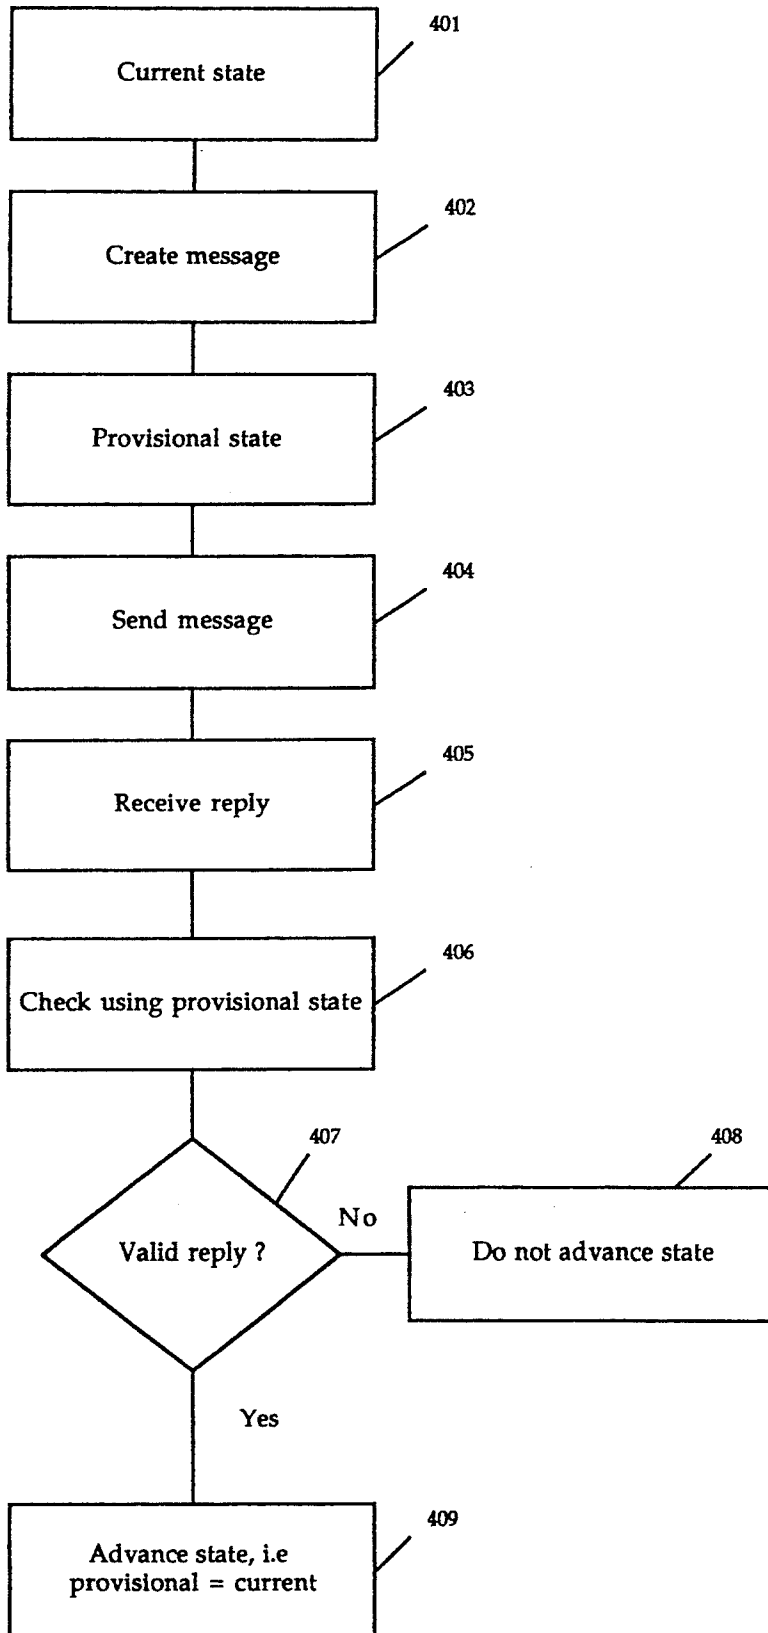 401
Current state
402
Create message
403
Provisional state
404
Send message
405
Receive reply
406
Check using provisional state
407
408
Valid reply ?
No
Do not advance state
Yes
409
Advance state, i.e
provisional = current